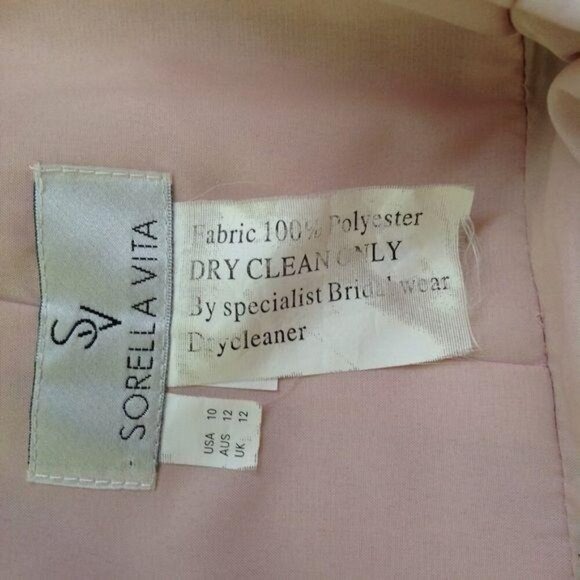 SV
SORELLA VITA
Fabric 100% Polyester
DRY CLEAN ONLY
By specialist Bridal wear
Drycleaner
USA 10
AUS 12
UK 12